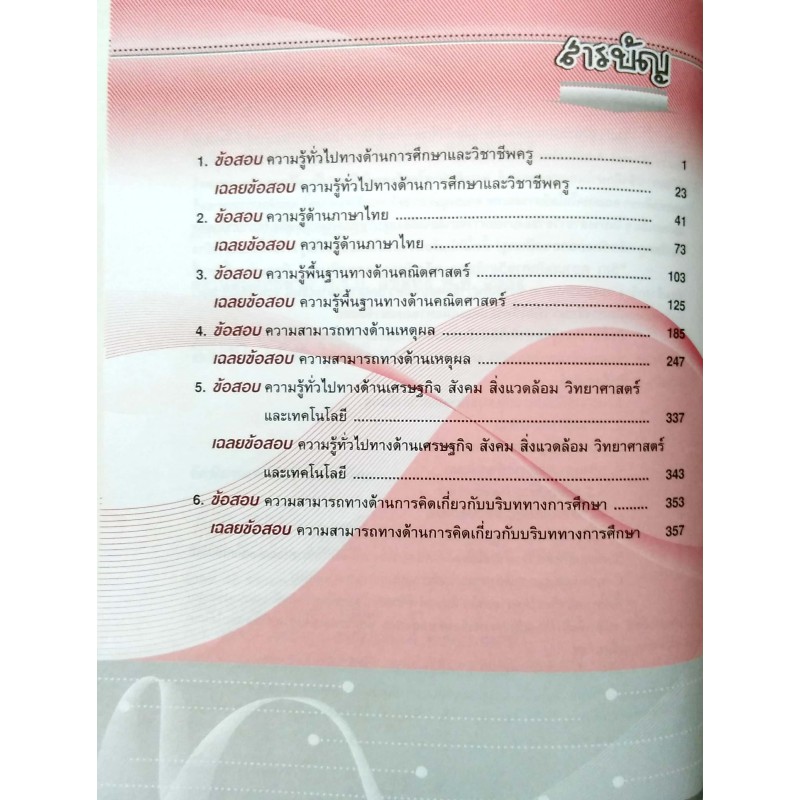 สารบัญ
1. ข้อสอบ ความรู้ทั่วไปทางด้านการศึกษาและวิชาชีพครู ........................... 1
เฉลยข้อสอบ ความรู้ทั่วไปทางด้านการศึกษาและวิชาชีพครู ................... 23
2. ข้อสอบ ความรู้ด้านภาษาไทย ................................................................ 41
เฉลยข้อสอบ ความรู้ด้านภาษาไทย ....................................................... 73
3. ข้อสอบ ความรู้พื้นฐานทางด้านคณิตศาสตร์ ............................................ 103
เฉลยข้อสอบ ความรู้พื้นฐานทางด้านคณิตศาสตร์ .................................... 125
4. ข้อสอบ ความสามารถทางด้านเหตุผล ..................................................... 185
เฉลยข้อสอบ ความสามารถทางด้านเหตุผล ............................................ 247
5. ข้อสอบ ความรู้ทั่วไปทางด้านเศรษฐกิจ สังคม สิ่งแวดล้อม วิทยาศาสตร์
และเทคโนโลยี ........................................................................... 337
เฉลยข้อสอบ ความรู้ทั่วไปทางด้านเศรษฐกิจ สังคม สิ่งแวดล้อม วิทยาศาสตร์
และเทคโนโลยี ........................................................................... 343
6. ข้อสอบ ความสามารถทางด้านการคิดเกี่ยวกับบริบททางการศึกษา ......... 353
เฉลยข้อสอบ ความสามารถทางด้านการคิดเกี่ยวกับบริบททางการศึกษา 357